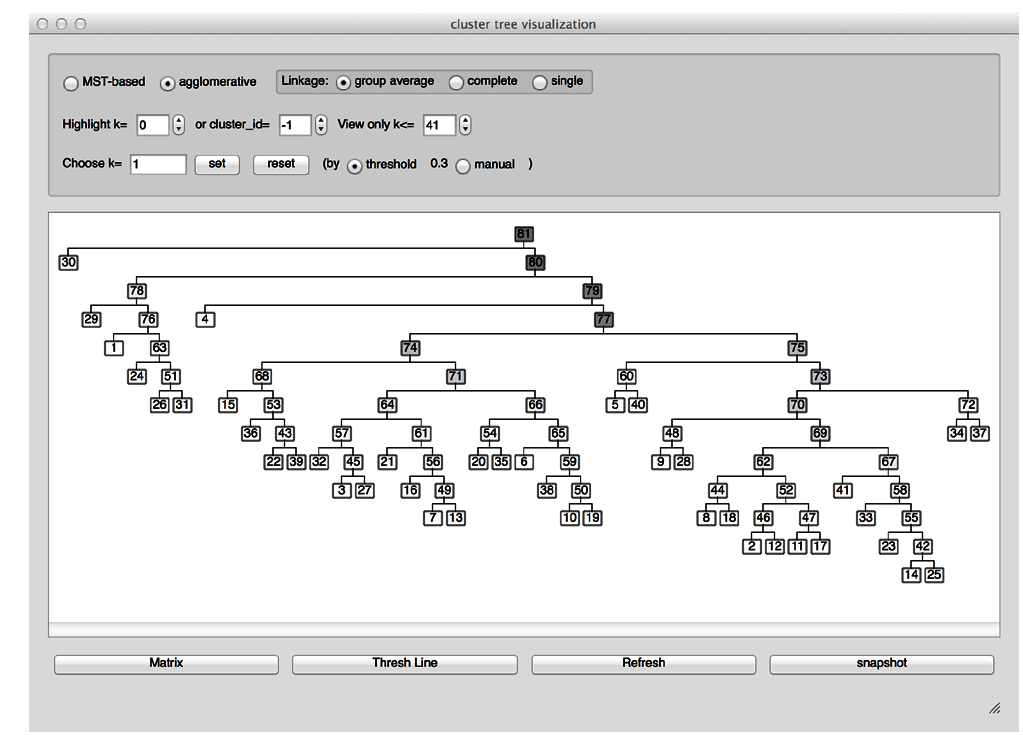 cluster tree visualization
MST-based agglomerative Linkage: group average complete single
Highlight k= 0 or cluster_id= -1 View only k<= 41
Choose k= 1 set reset (by threshold 0.3 manual )
81
30 80
78 79
29 76 4 77
1 63 74 75
24 51 68 71 60 73
26 31 15 53 64 66 5 40 70 72
36 43 57 61 54 65 48 69 34 37
22 39 32 45 21 56 20 35 6 59 9 28 62 67
3 27 16 49 38 50 44 52 41 58
7 13 10 19 8 18 46 47 33 55
2 12 11 17 23 42
14 25
Matrix Thresh Line Refresh snapshot